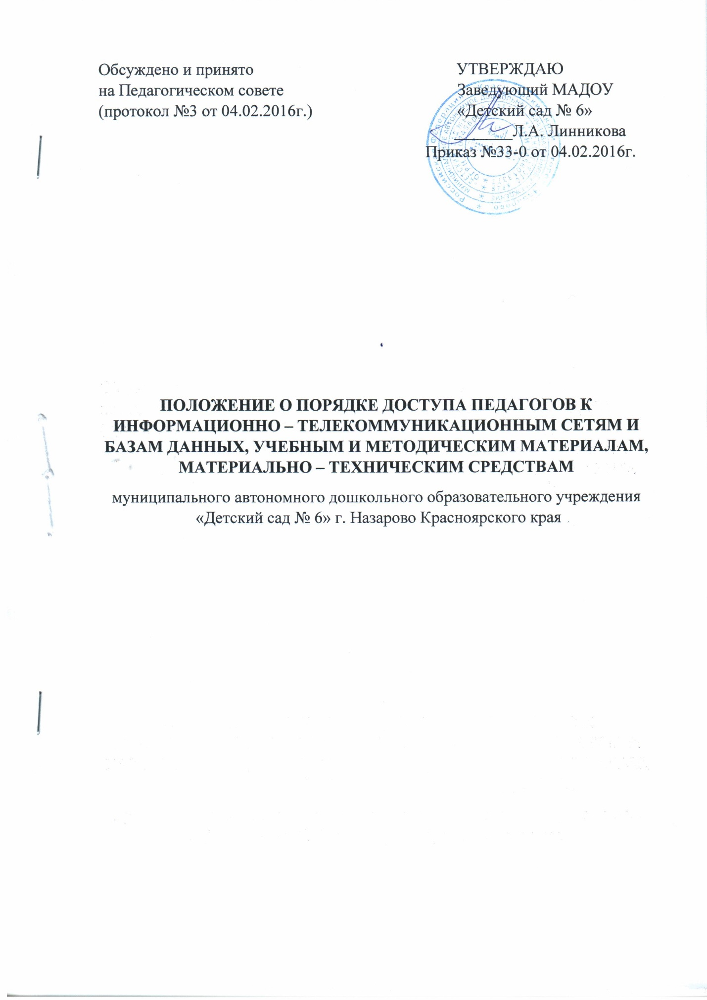 Обсуждено и принято
на Педагогическом совете
(протокол №3 от 04.02.2016г.)
УТВЕРЖДАЮ
Заведующий МАДОУ
«Детский сад № 6»
Л.А. Линникова
Приказ №33-0 от 04.02.2016г.
ПОЛОЖЕНИЕ О ПОРЯДКЕ ДОСТУПА ПЕДАГОГОВ К
ИНФОРМАЦИОННО – ТЕЛЕКОММУНИКАЦИОННЫМ СЕТЯМ И
БАЗАМ ДАННЫХ, УЧЕБНЫМ И МЕТОДИЧЕСКИМ МАТЕРИАЛАМ,
МАТЕРИАЛЬНО – ТЕХНИЧЕСКИМ СРЕДСТВАМ
муниципального автономного дошкольного образовательного учреждения
«Детский сад № 6» г. Назарово Красноярского края